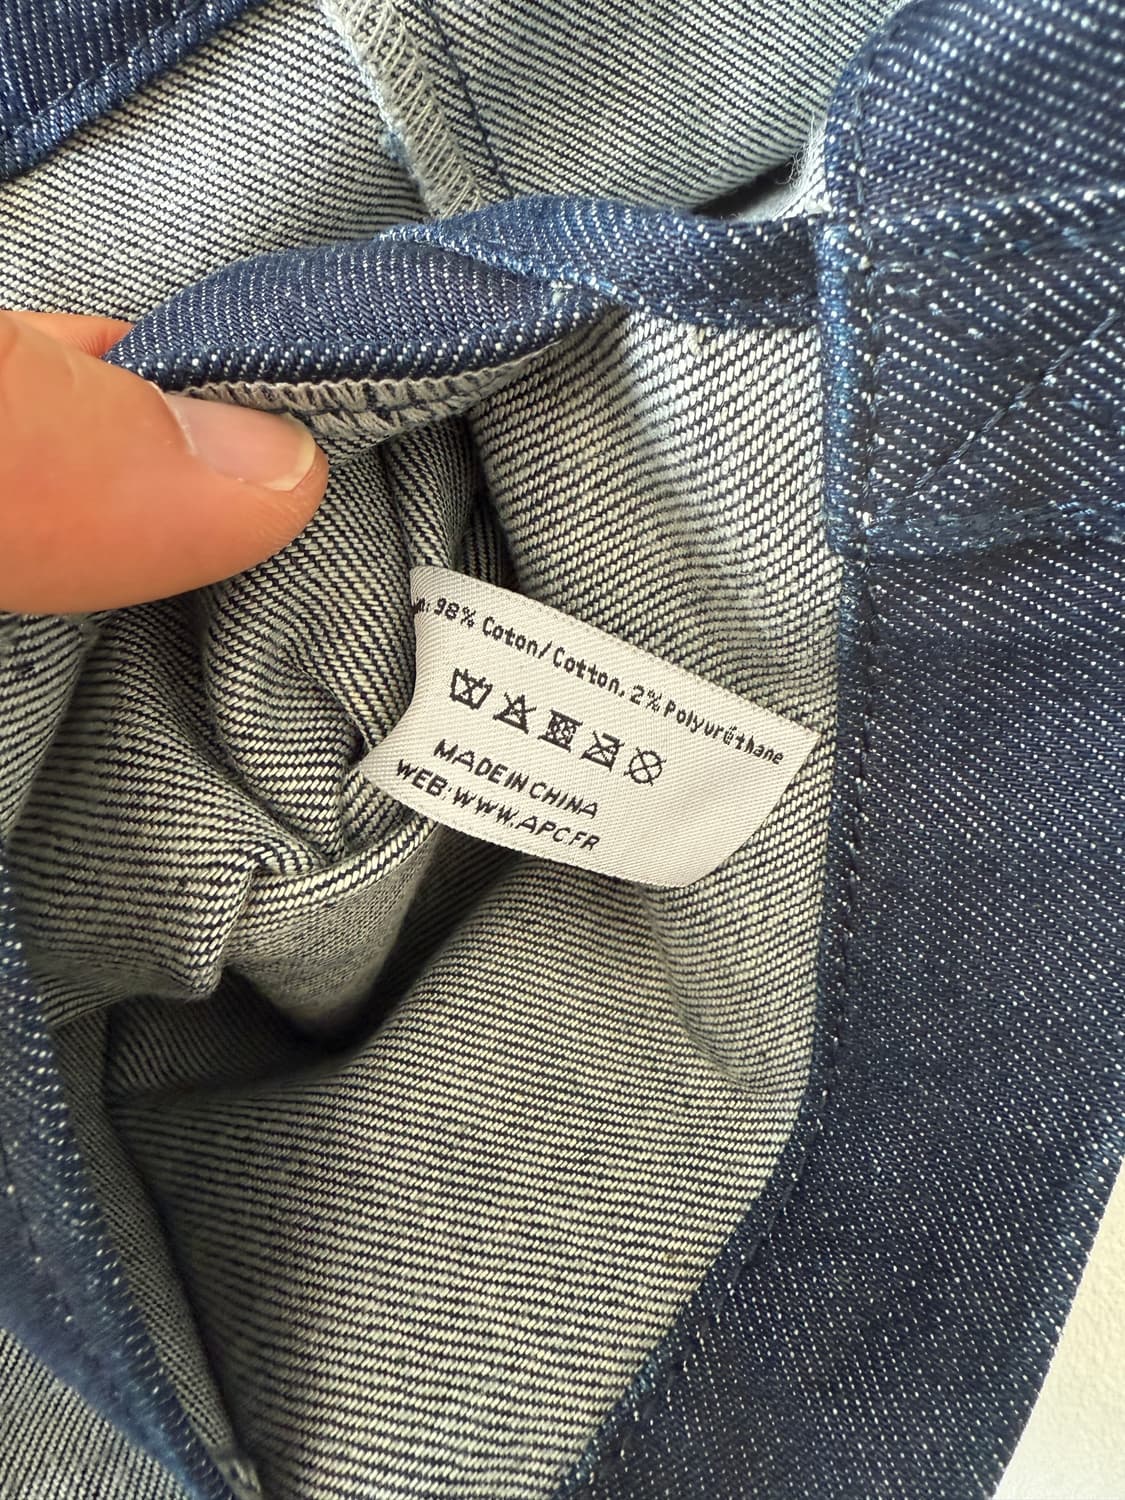 98% Coton/Cotton, 2% Polyuréthane
MADE IN CHINA
WEB: WWW.APC.FR